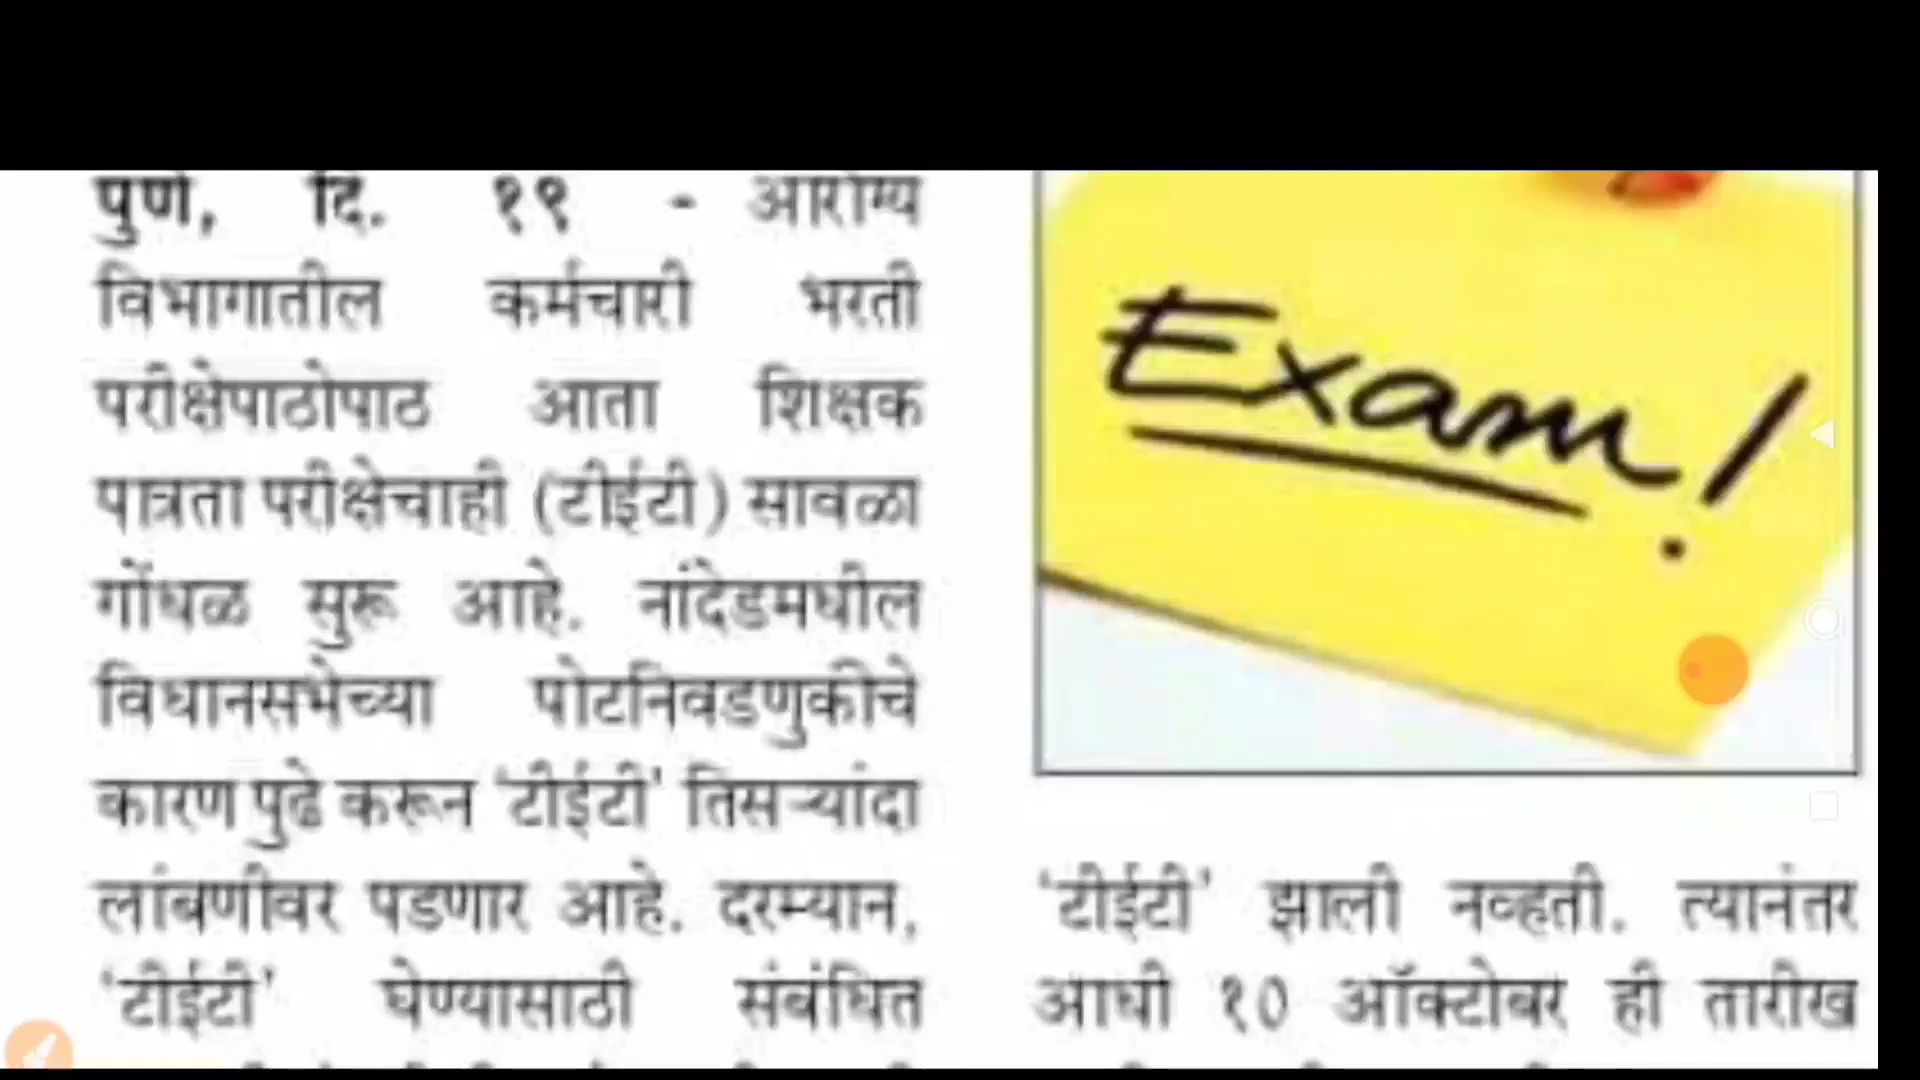 पुणे, दि. १९ - आरोग्य
विभागातील कर्मचारी भरती
परीक्षेपाठोपाठ आता शिक्षक
पात्रता परीक्षेचाही (टीईटी) सावळा
गोंधळ सुरू आहे. नांदेडमधील
विधानसभेच्या पोटनिवडणुकीचे
कारण पुढे करून 'टीईटी' तिसऱ्यांदा
लांबणीवर पडणार आहे. दरम्यान,
'टीईटी' घेण्यासाठी संबंधित
Exam!
'टीईटी' झाली नव्हती. त्यानंतर
आधी १० ऑक्टोबर ही तारीख